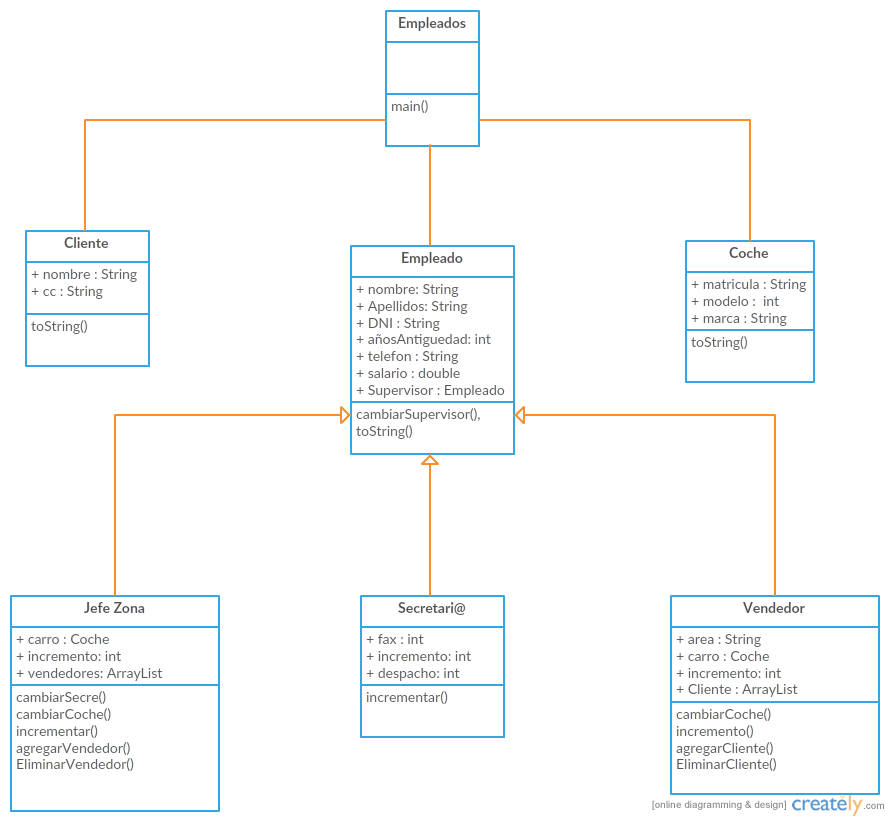 Empleados
main()
Cliente
+ nombre : String
+ cc : String
toString()
Empleado
+ nombre: String
+ Apellidos: String
+ DNI : String
+ añosAntiguedad: int
+ telefon : String
+ salario : double
+ Supervisor : Empleado
cambiarSupervisor(),
toString()
Coche
+ matricula : String
+ modelo :  int
+ marca : String
toString()
Jefe Zona
+ carro : Coche
+ incremento: int
+ vendedores: ArrayList
cambiarSecre()
cambiarCoche()
incrementar()
agregarVendedor()
EliminarVendedor()
Secretari@
+ fax : int
+ incremento: int
+ despacho: int
incrementar()
Vendedor
+ area : String
+ carro : Coche
+ incremento: int
+ Cliente : ArrayList
cambiarCoche()
incremento()
agregarCliente()
EliminarCliente()
[online diagramming & design] creately.com